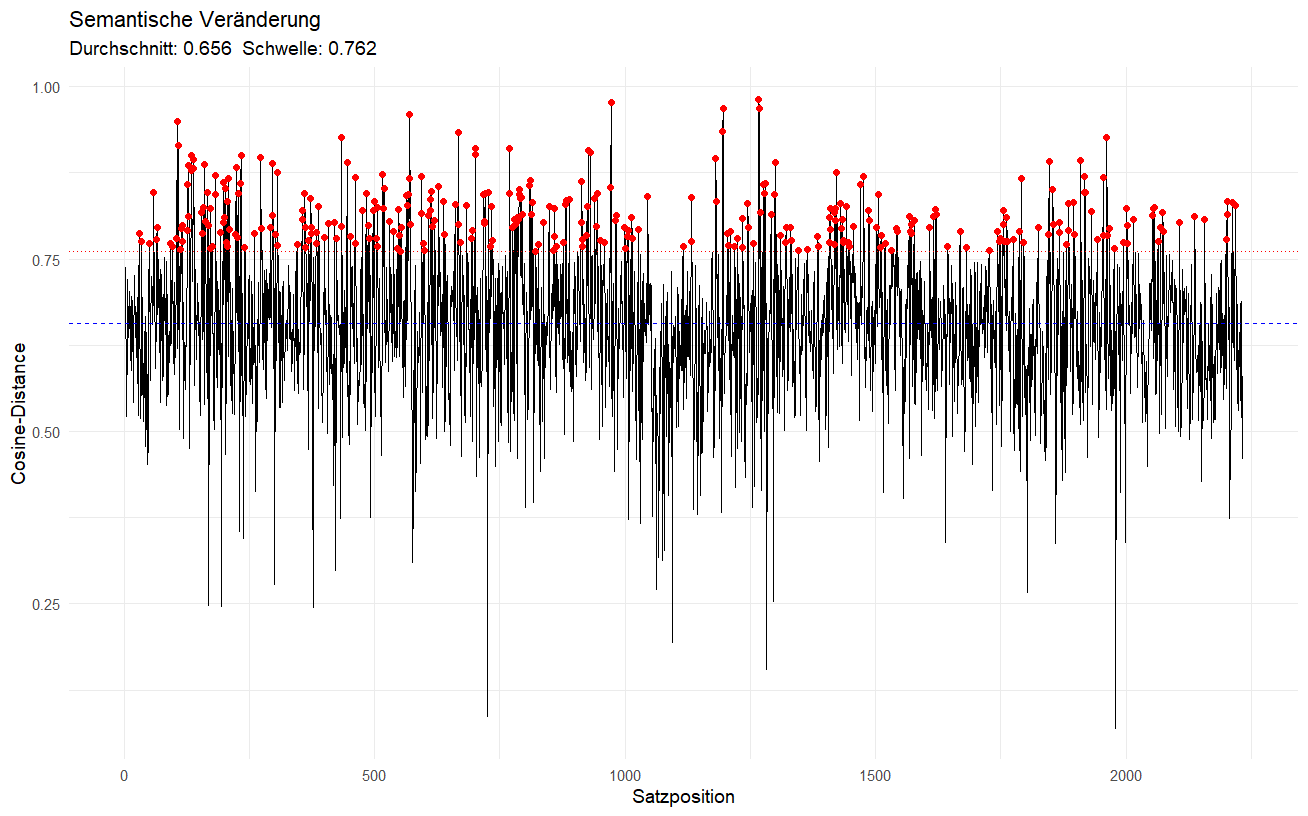 Semantische Veränderung
Durchschnitt: 0.656  Schwelle: 0.762
1.00
0.75
0.50
0.25
Cosine-Distance
0
500
1000
1500
2000
Satzposition